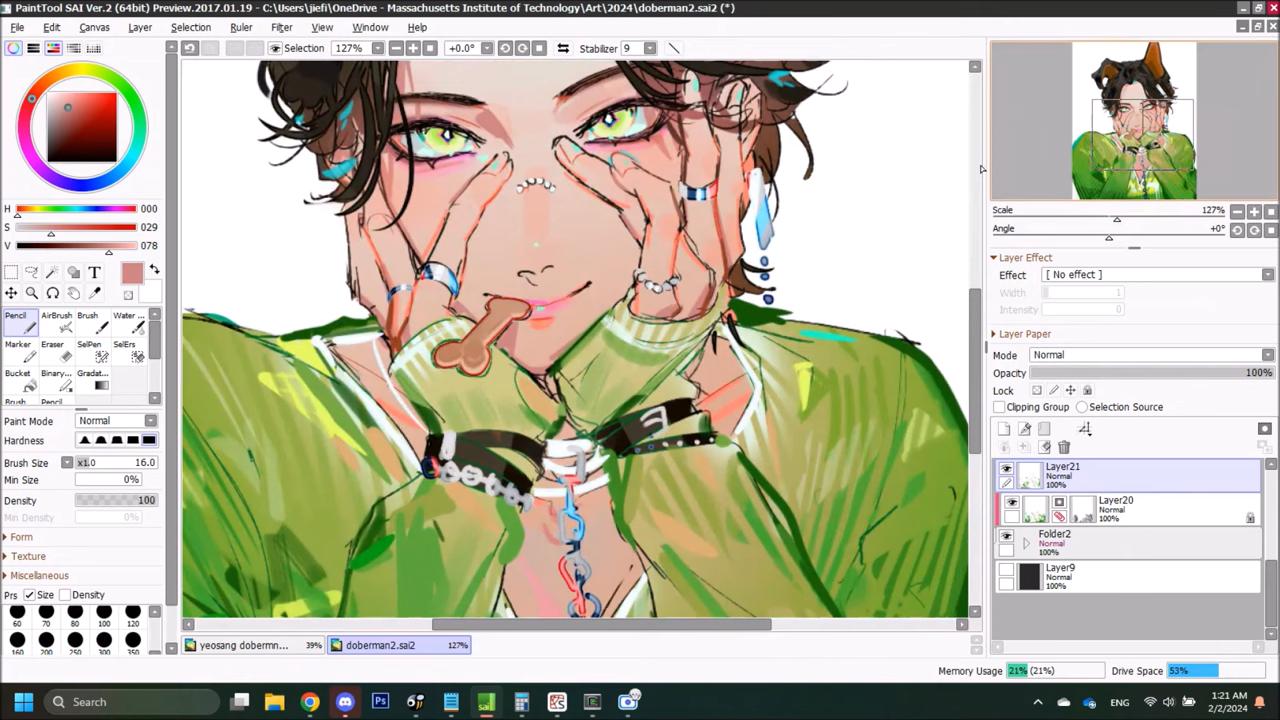 PaintTool SAI Ver.2 (64bit) Preview.2017.01.19 - C:\Users\jiefi\OneDrive - Massachusetts Institute of Technology\Art\2024\doberman2.sai2 (*)
File Edit Canvas Layer Selection Ruler Filter View Window Help
Selection 127% +0.0° Stabilizer 9
H 000
S 029
V 078
T
Pencil AirBrush Brush Water ...
Marker Eraser SelPen SelErs
Bucket Binary... Gradat...
Brush Pencil
Paint Mode Normal
Hardness
Brush Size x1.0 16.0
Min Size 0%
Density 100
Min Density 0%
Form
Texture
Miscellaneous
Prs Size Density
60 70 80 100 120
160 200 250 300 350
Scale 127%
Angle +0°
Layer Effect
Effect [ No effect ]
Width 1
Intensity 0
Layer Paper
Mode Normal
Opacity 100%
Lock
Clipping Group Selection Source
Layer21
Normal
100%
Layer20
Normal
100%
Folder2
Normal
100%
Layer9
Normal
100%
yeosang dobermn... 39% doberman2.sai2 127%
Memory Usage 21% (21%) Drive Space 53%
Search
Ps
ENG
1:21 AM
2/2/2024